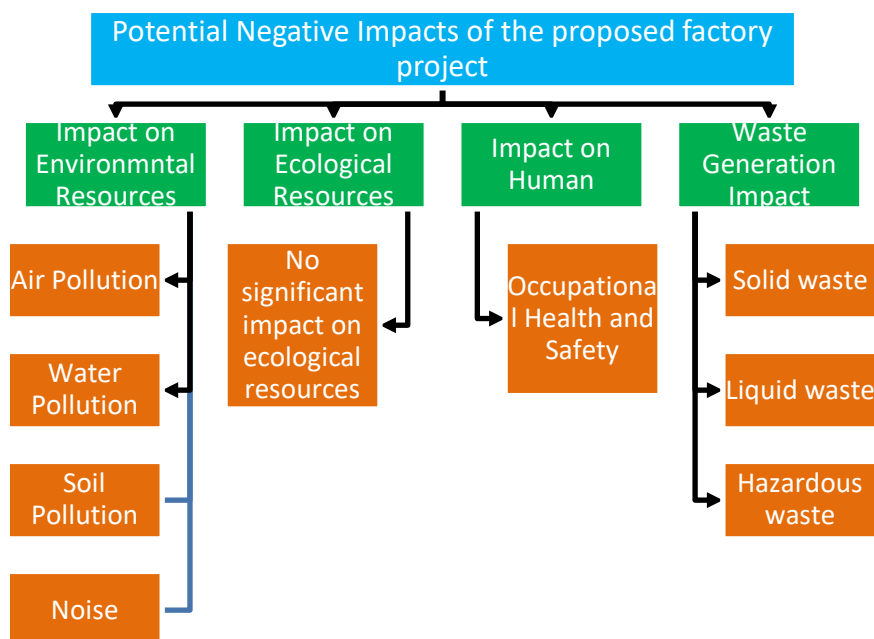 Potential Negative Impacts of the proposed factory
project
Impact on
Environmntal
Resources
Impact on
Ecological
Resources
Impact on
Human
Waste
Generation
Impact
Air Pollution
Water
Pollution
Soil
Pollution
Noise
No
significant
impact on
ecological
resources
Occupationa
l Health and
Safety
Solid waste
Liquid waste
Hazardous
waste